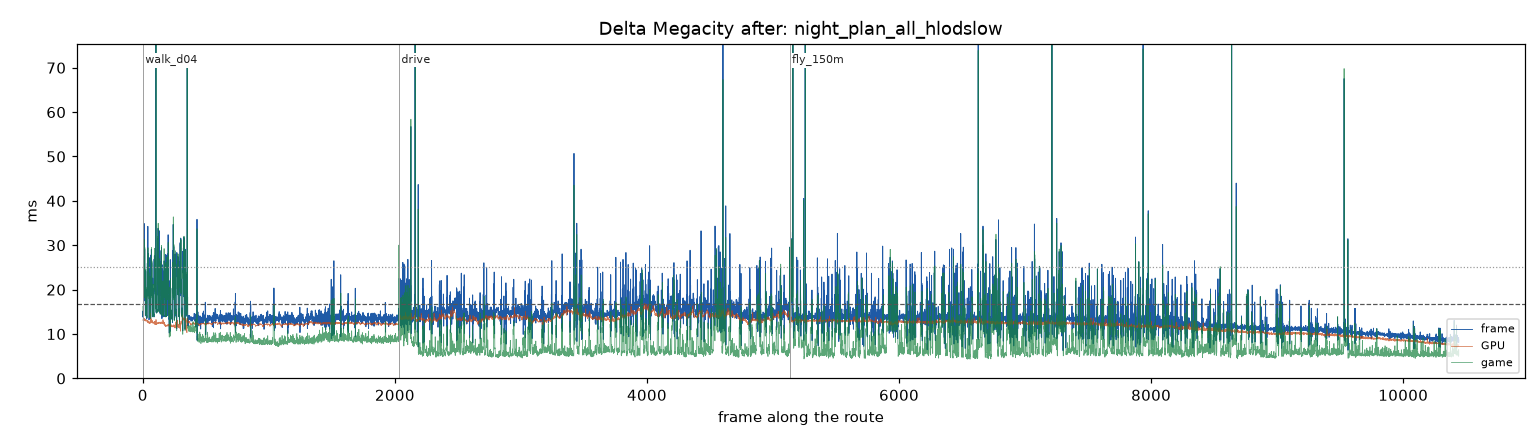 Delta Megacity after: night_plan_all_hlodslow
walk_d04 drive fly_150m
70
60
50
40
30
20
10
0
ms
0 2000 4000 6000 8000 10000
frame along the route
frame
GPU
game